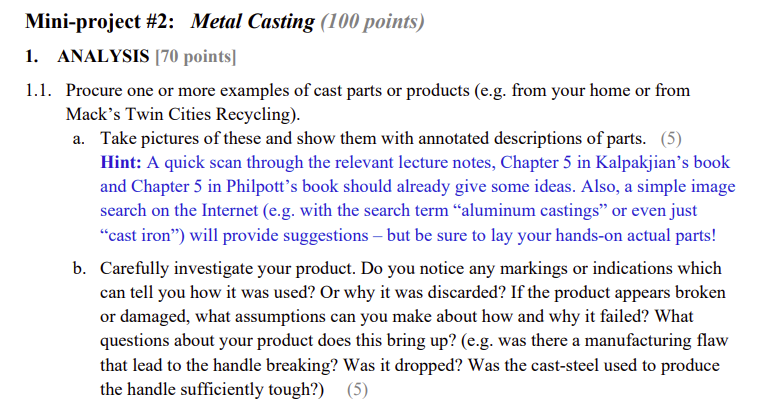 Mini-project #2: Metal Casting (100 points)
1. ANALYSIS [70 points]
1.1. Procure one or more examples of cast parts or products (e.g. from your home or from
Mack's Twin Cities Recycling).
a. Take pictures of these and show them with annotated descriptions of parts. (5)
Hint: A quick scan through the relevant lecture notes, Chapter 5 in Kalpakjian's book
and Chapter 5 in Philpott's book should already give some ideas. Also, a simple image
search on the Internet (e.g. with the search term “aluminum castings” or even just
“cast iron”) will provide suggestions – but be sure to lay your hands-on actual parts!
b. Carefully investigate your product. Do you notice any markings or indications which
can tell you how it was used? Or why it was discarded? If the product appears broken
or damaged, what assumptions can you make about how and why it failed? What
questions about your product does this bring up? (e.g. was there a manufacturing flaw
that lead to the handle breaking? Was it dropped? Was the cast-steel used to produce
the handle sufficiently tough?) (5)